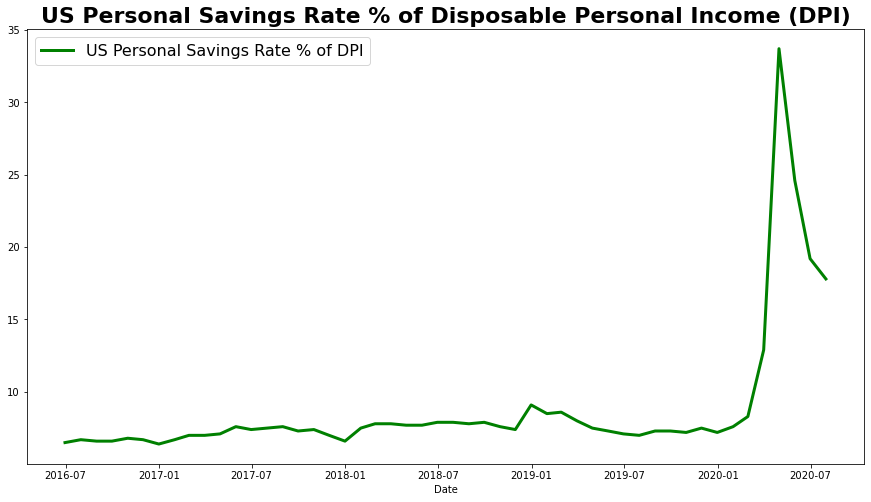 US Personal Savings Rate % of Disposable Personal Income (DPI)
US Personal Savings Rate % of DPI
35
30
25
20
15
10
2016-07 2017-01 2017-07 2018-01 2018-07 2019-01 2019-07 2020-01 2020-07
Date